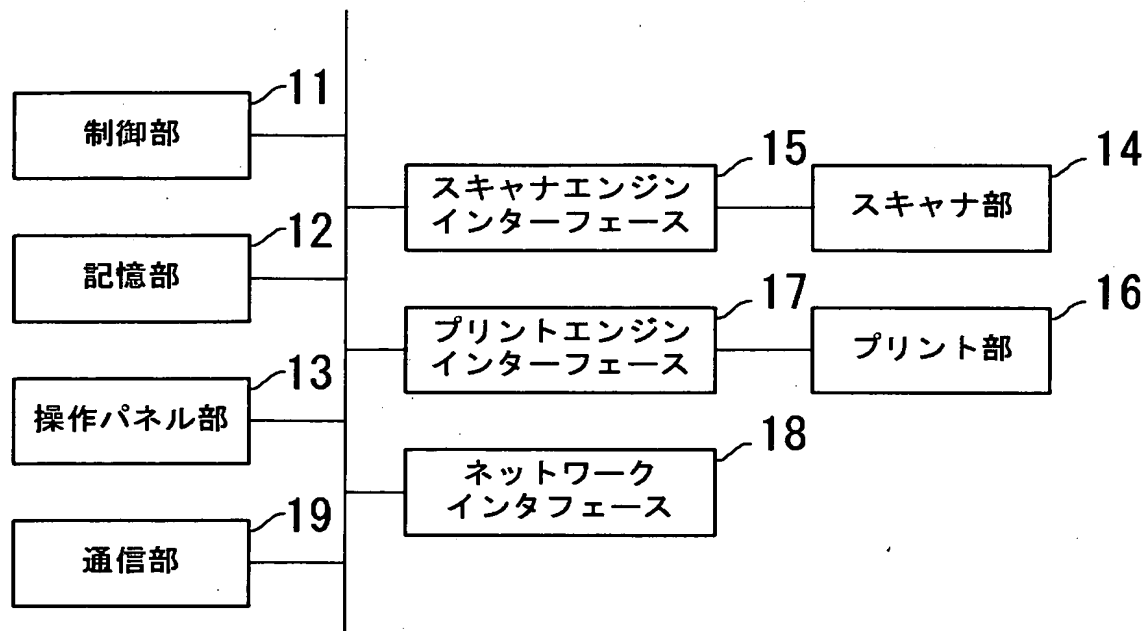 11
制御部
15
スキャナエンジン
インターフェース
14
スキャナ部
12
記憶部
17
プリントエンジン
インターフェース
16
プリント部
13
操作パネル部
18
ネットワーク
インタフェース
19
通信部